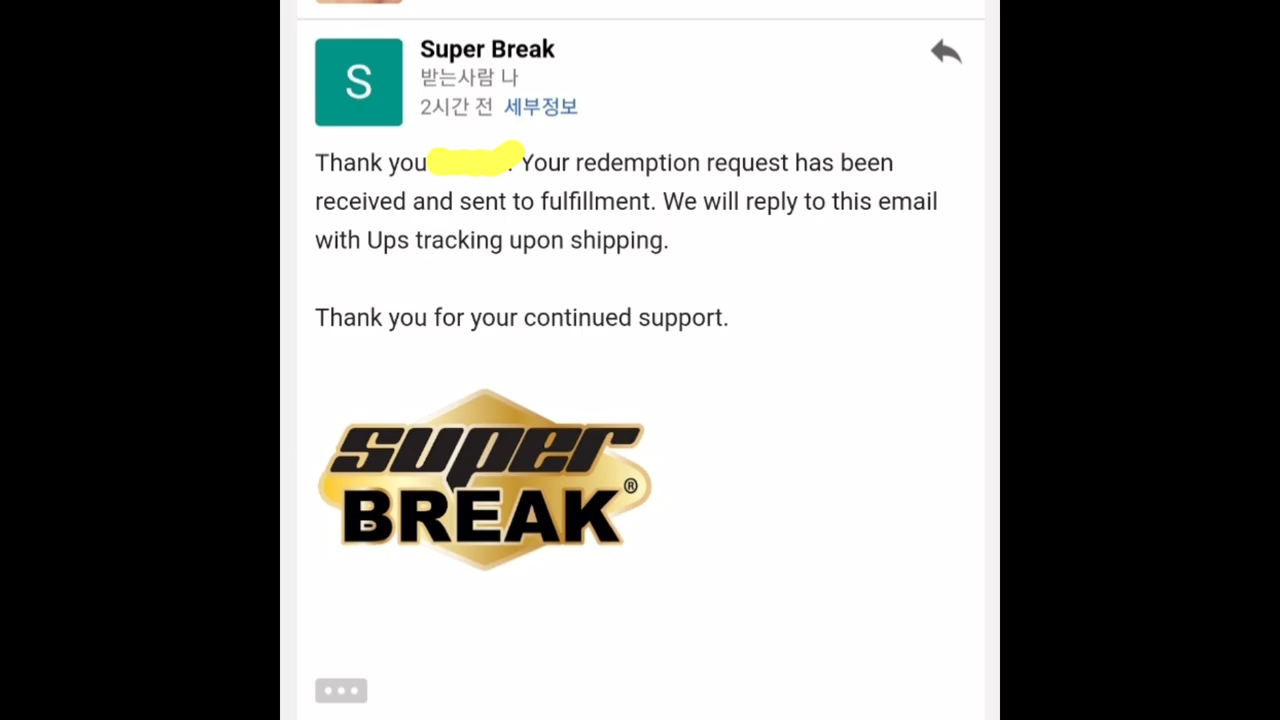 S
Super Break
받는사람 나
2시간 전 세부정보
Thank you . Your redemption request has been
received and sent to fulfillment. We will reply to this email
with Ups tracking upon shipping.
Thank you for your continued support.
super
BREAK®